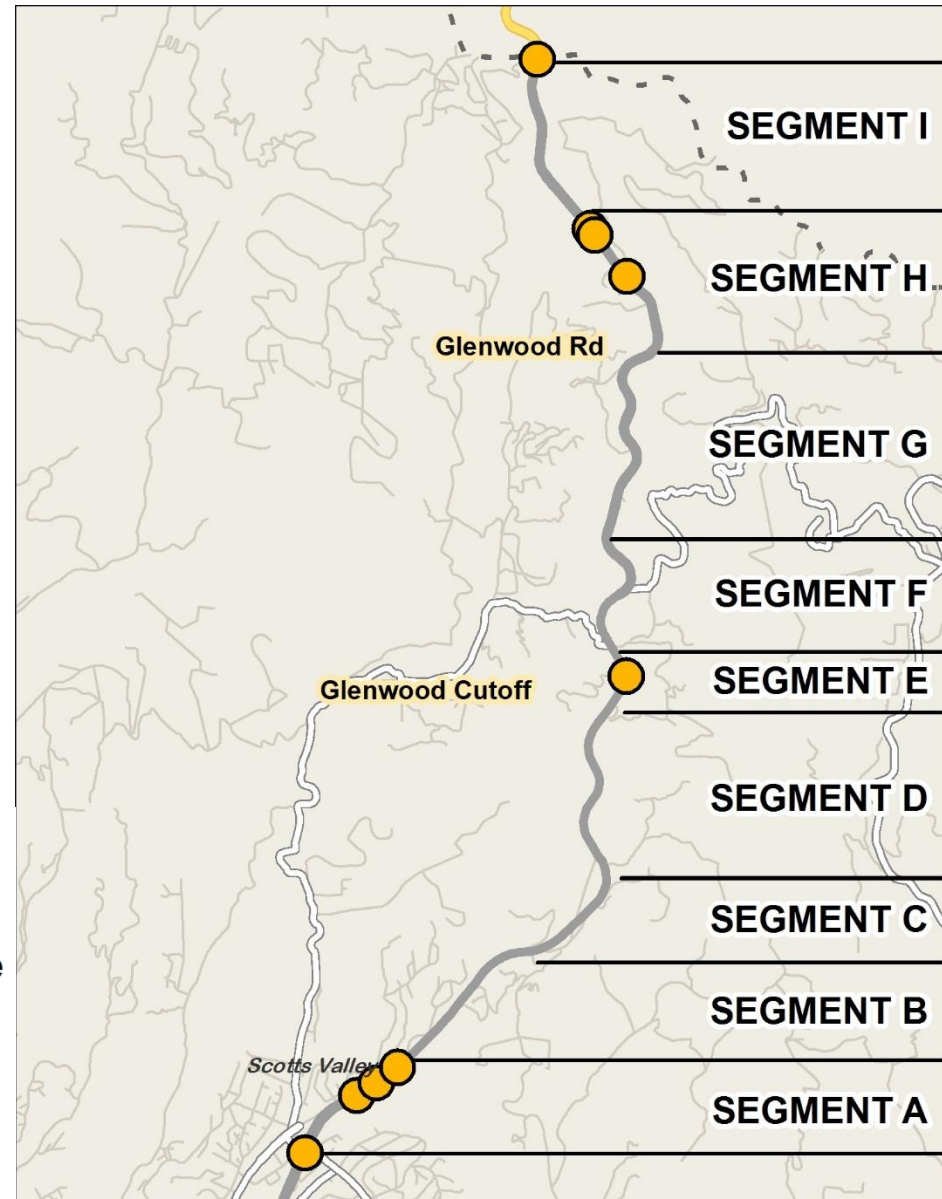 SEGMENT I
SEGMENT H
Glenwood Rd
SEGMENT G
SEGMENT F
SEGMENT E
Glenwood Cutoff
SEGMENT D
SEGMENT C
e
SEGMENT B
Scotts Valley
SEGMENT A